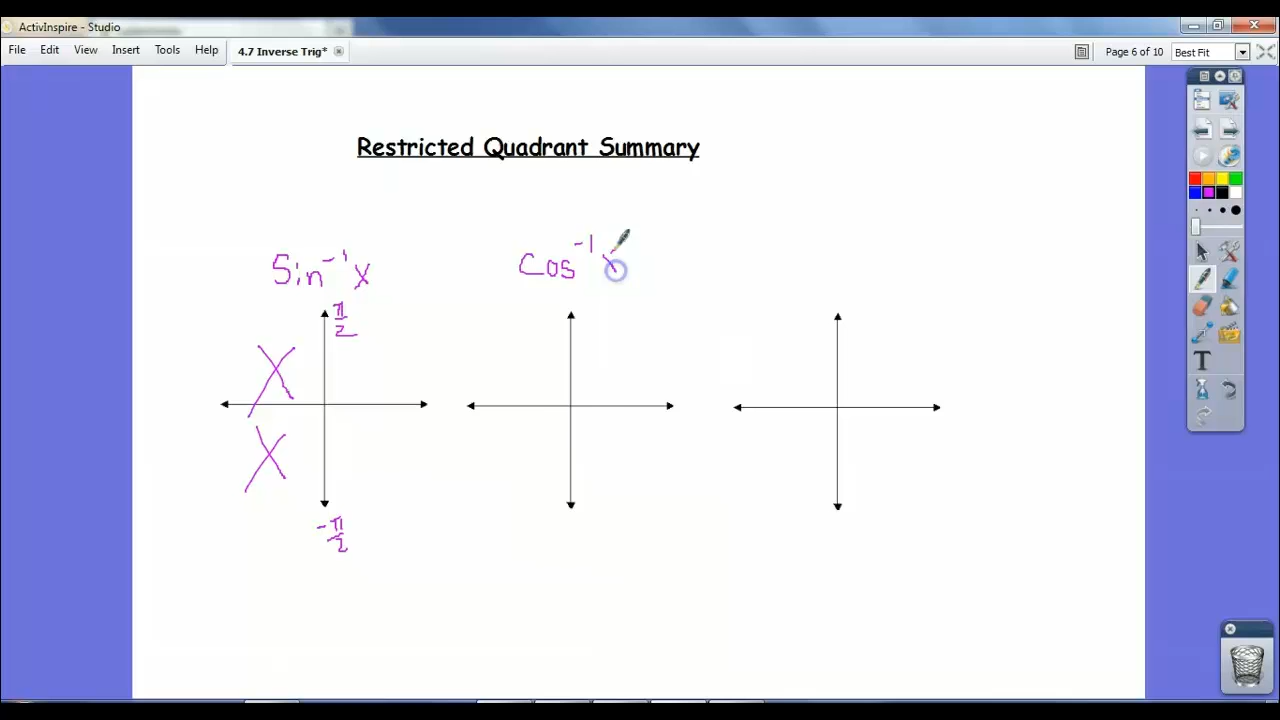 ActivInspire - Studio
File Edit View Insert Tools Help
4.7 Inverse Trig*
Page 6 of 10
Best Fit
Restricted Quadrant Summary
Sin⁻¹x
Cos⁻¹x
π/2
-π/2
T